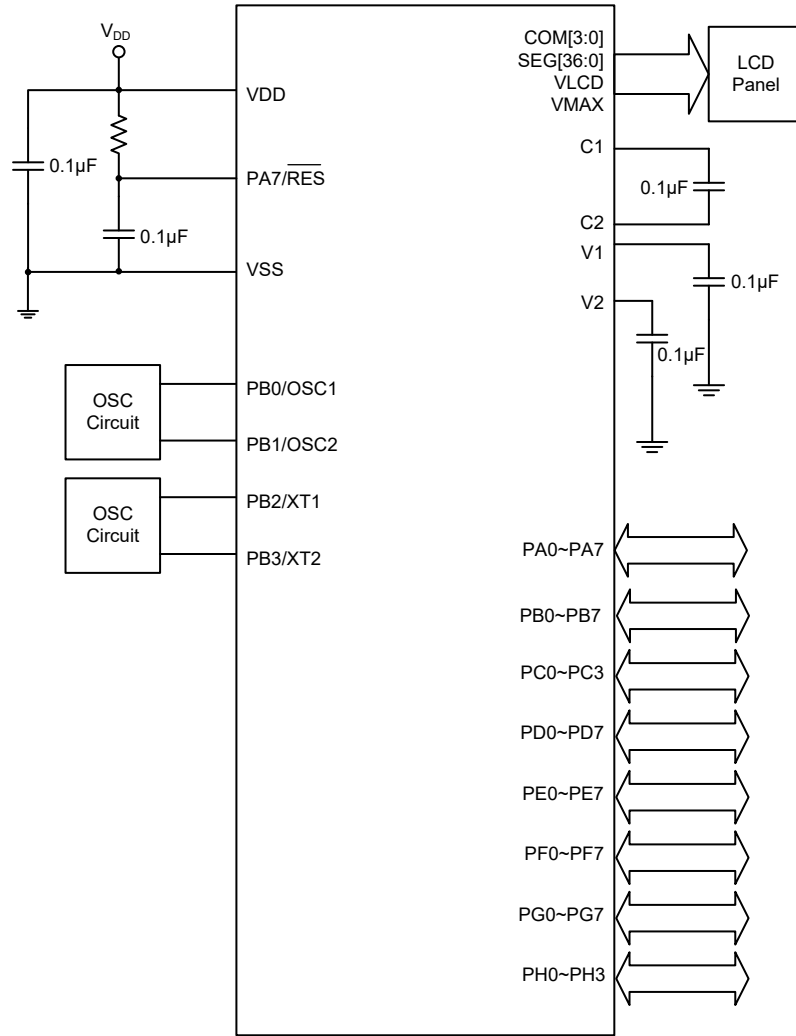 VDD
VDD
0.1µF
PA7/RES
0.1µF
VSS
OSC
Circuit
PB0/OSC1
PB1/OSC2
OSC
Circuit
PB2/XT1
PB3/XT2
COM[3:0]
SEG[36:0]
VLCD
VMAX
LCD
Panel
C1
0.1µF
C2
V1
0.1µF
V2
0.1µF
PA0~PA7
PB0~PB7
PC0~PC3
PD0~PD7
PE0~PE7
PF0~PF7
PG0~PG7
PH0~PH3